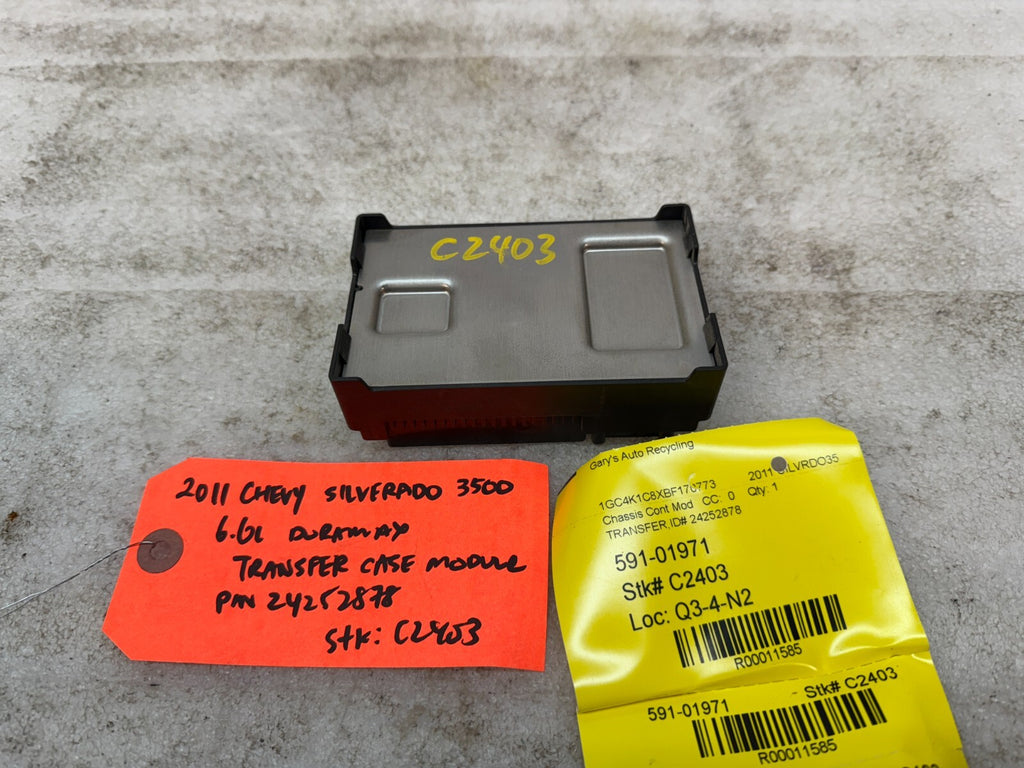 C2403
2011 CHEVY SILVERADO 3500
6.6L DURAMAX
TRANSFER CASE MODULE
P/N 24252878
Stk: C2403
Gary's Auto Recycling
1GC4K1C8XBF170773 2011 SILVRDO35
Chassis Cont Mod CC: 0 Qty: 1
TRANSFER,ID# 24252878
591-01971
Stk# C2403
Loc: Q3-4-N2
R00011585
591-01971 Stk# C2403
R00011585